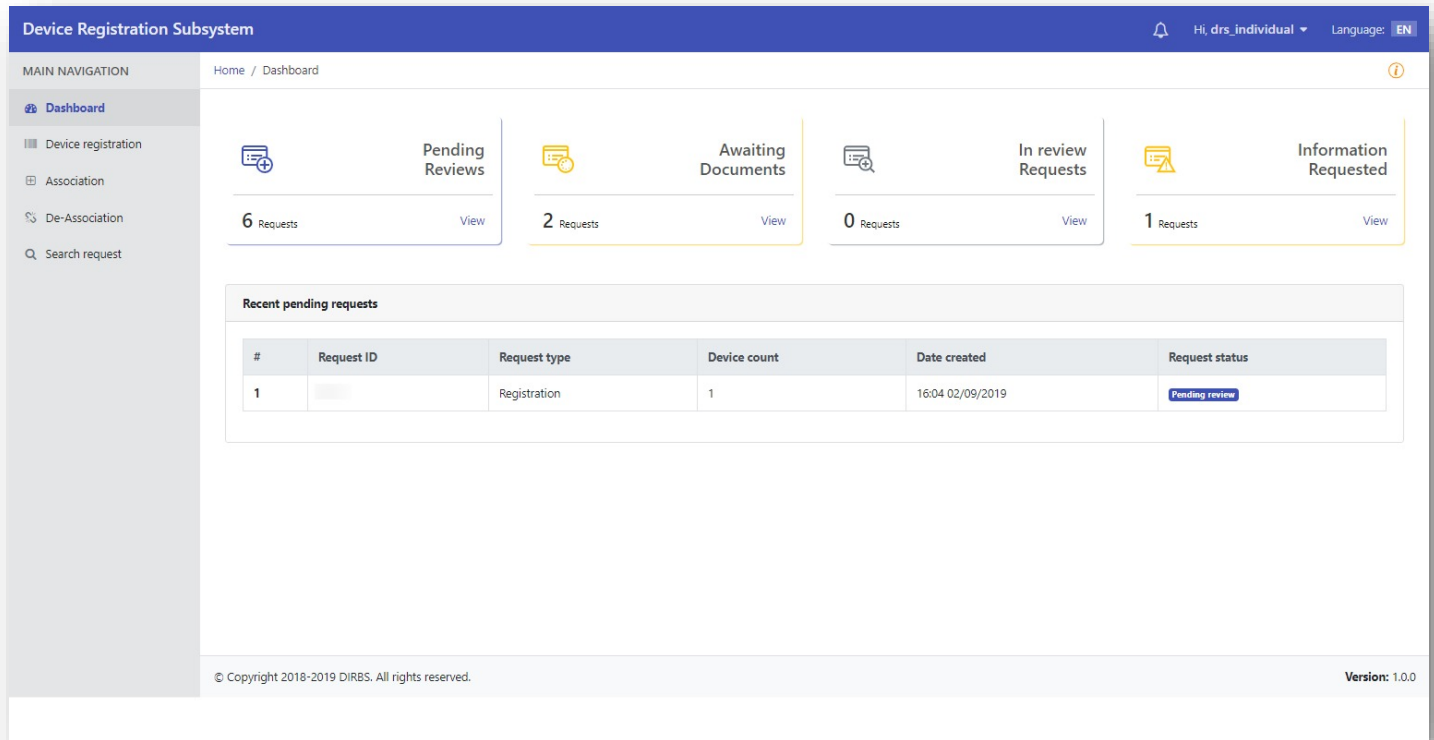 Device Registration Subsystem
Hi, drs_individual
Language: EN
MAIN NAVIGATION
Home / Dashboard
Dashboard
Device registration
Association
De-Association
Search request
Pending
Reviews
6 Requests
View
Awaiting
Documents
2 Requests
View
In review
Requests
0 Requests
View
Information
Requested
1 Requests
View
Recent pending requests
# Request ID Request type Device count Date created Request status
1 Registration 1 16:04 02/09/2019 Pending review
© Copyright 2018-2019 DIRBS. All rights reserved.
Version: 1.0.0